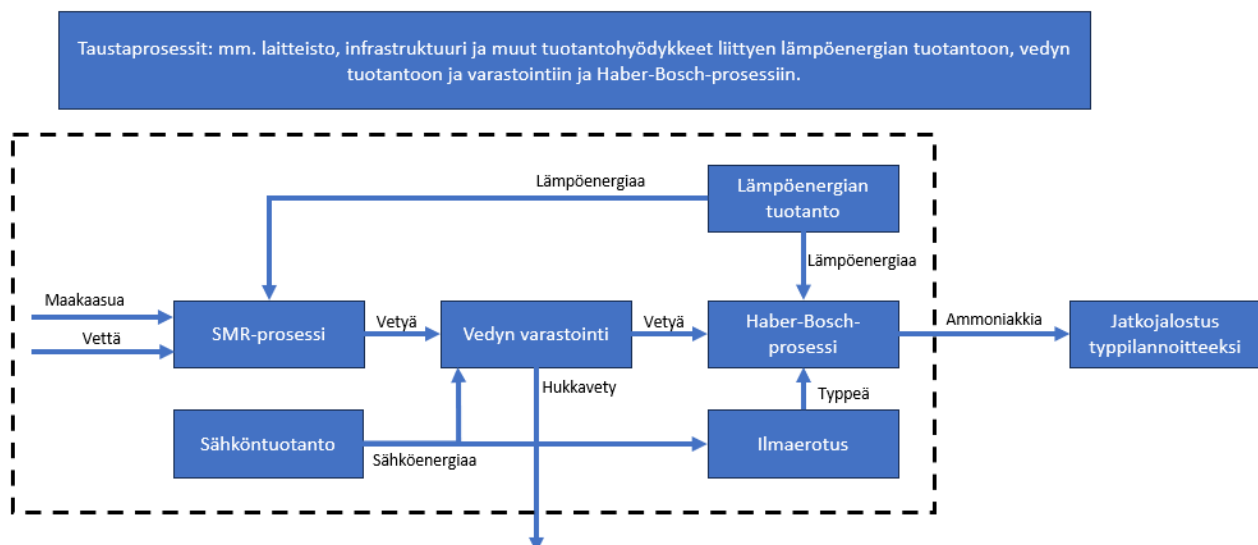 Taustaprosessit: mm. laitteisto, infrastruktuuri ja muut tuotantohyödykkeet liittyen lämpöenergian tuotantoon, vedyn
tuotantoon ja varastointiin ja Haber-Bosch-prosessiin.
Lämpöenergiaa
Lämpöenergian
tuotanto
Lämpöenergiaa
Maakaasua
Vettä
SMR-prosessi
Vetyä
Vedyn varastointi
Vetyä
Haber-Bosch-
prosessi
Ammoniakkia
Jatkojalostus
typpilannoitteeksi
Hukkavety
Typpeä
Sähköntuotanto
Sähköenergiaa
Ilmaerotus